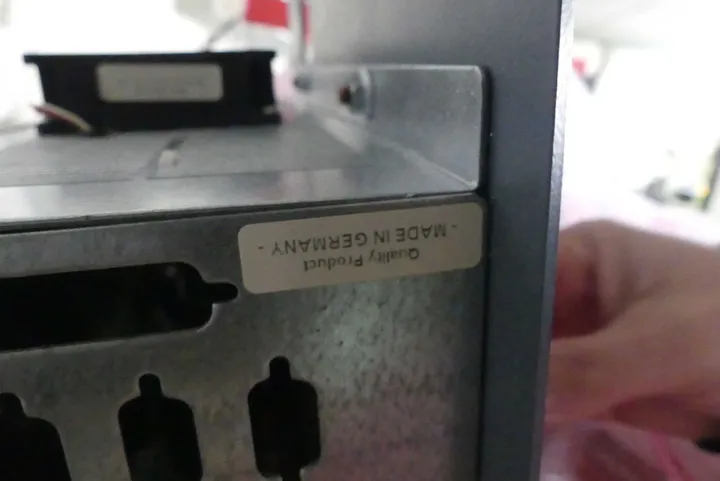 Quality Product
- MADE IN GERMANY -